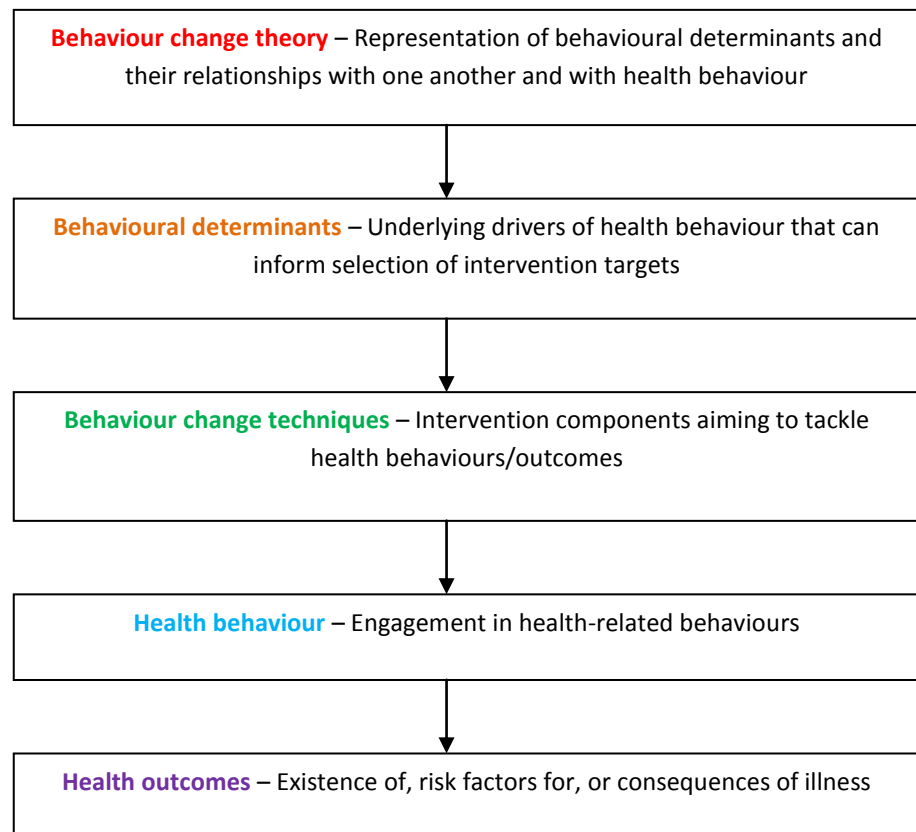 Behaviour change theory – Representation of behavioural determinants and
their relationships with one another and with health behaviour
Behavioural determinants – Underlying drivers of health behaviour that can
inform selection of intervention targets
Behaviour change techniques – Intervention components aiming to tackle
health behaviours/outcomes
Health behaviour – Engagement in health-related behaviours
Health outcomes – Existence of, risk factors for, or consequences of illness